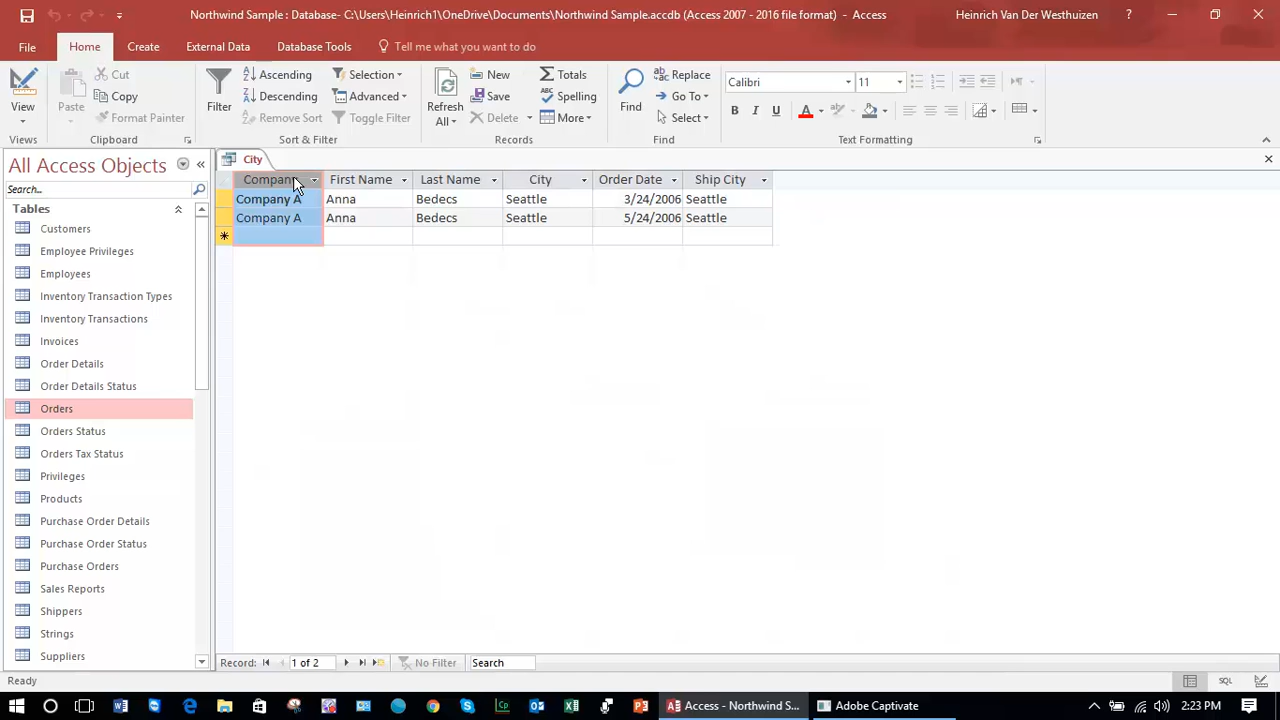 Northwind Sample : Database- C:\Users\Heinrich1\OneDrive\Documents\Northwind Sample.accdb (Access 2007 - 2016 file format) - Access
Heinrich Van Der Westhuizen
?
File Home Create External Data Database Tools Tell me what you want to do
View
Views
Paste
Cut
Copy
Format Painter
Clipboard
Filter
Ascending
Descending
Remove Sort
Selection
Advanced
Toggle Filter
Sort & Filter
Refresh All
New
Save
Delete
Totals
Spelling
More
Records
Find
Replace
Go To
Select
Find
Calibri 11
B I U A
Text Formatting
All Access Objects
Search...
Tables
Customers
Employee Privileges
Employees
Inventory Transaction Types
Inventory Transactions
Invoices
Order Details
Order Details Status
Orders
Orders Status
Orders Tax Status
Privileges
Products
Purchase Order Details
Purchase Order Status
Purchase Orders
Sales Reports
Shippers
Strings
Suppliers
City
Company First Name Last Name City Order Date Ship City
Company A Anna Bedecs Seattle 3/24/2006 Seattle
Company A Anna Bedecs Seattle 5/24/2006 Seattle
Record: 1 of 2 No Filter Search
Ready
SQL
Access - Northwind S... Adobe Captivate 2:23 PM